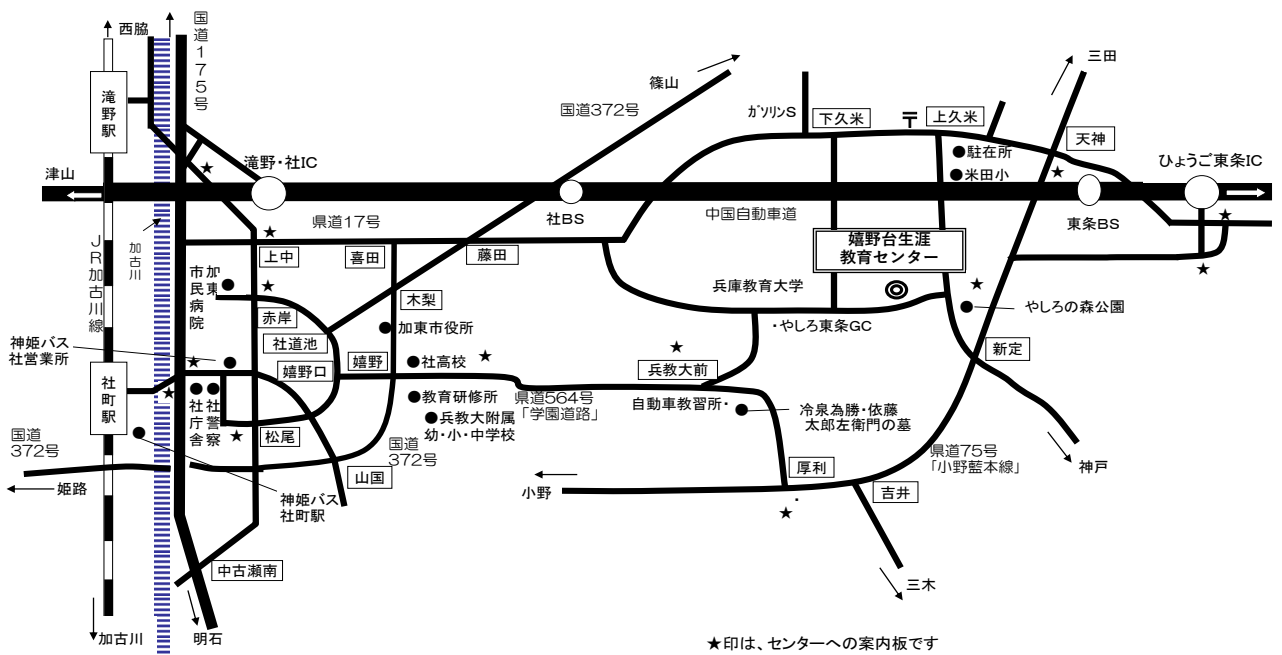 西脇
国道175号
滝野駅
津山
滝野・社IC
県道17号
篠山
国道372号
社BS
ガソリンS
下久米
〒
上久米
駐在所
米田小
三田
天神
ひょうご東条IC
東条BS
中国自動車道
JR加古川線
加古川
加東
市民病院
上中
喜田
藤田
木梨
嬉野台生涯
教育センター
兵庫教育大学
・やしろ東条GC
やしろの森公園
新定
赤岸
社道池
加東市役所
神姫バス
社営業所
嬉野口
嬉野
社高校
兵教大前
社町駅
社庁舎
社警察
教育研修所
兵教大附属
幼・小・中学校
県道564号
「学園道路」
自動車教習所・
冷泉為勝・依藤
太郎左衛門の墓
松尾
国道
372号
国道
372号
山国
県道75号
「小野藍本線」
神戸
姫路
神姫バス
社町駅
小野
厚利
吉井
中古瀬南
三木
加古川
明石
★印は、センターへの案内板です